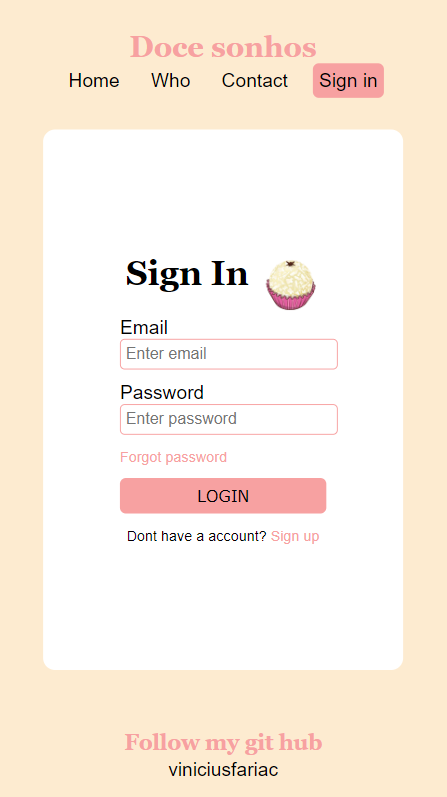 Doce sonhos
Home Who Contact Sign in
Sign In
Email
Enter email
Password
Enter password
Forgot password
LOGIN
Dont have a account? Sign up
Follow my git hub
viniciusfariac